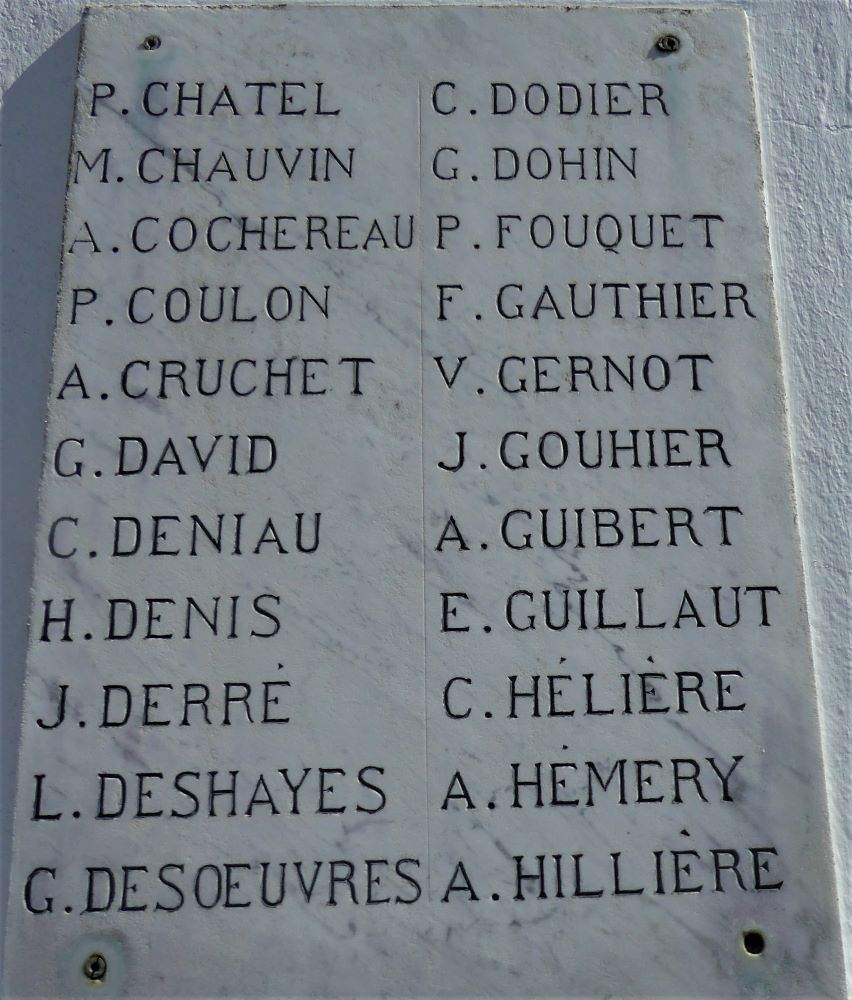 P. CHATEL
M. CHAUVIN
A. COCHEREAU
P. COULON
A. CRUCHET
G. DAVID
C. DENIAU
H. DENIS
J. DERRÉ
L. DESHAYES
G. DESOEUVRES
C. DODIER
G. DOHIN
P. FOUQUET
F. GAUTHIER
V. GERNOT
J. GOUHIER
A. GUIBERT
E. GUILLAUT
C. HÉLIÈRE
A. HÉMERY
A. HILLIÈRE